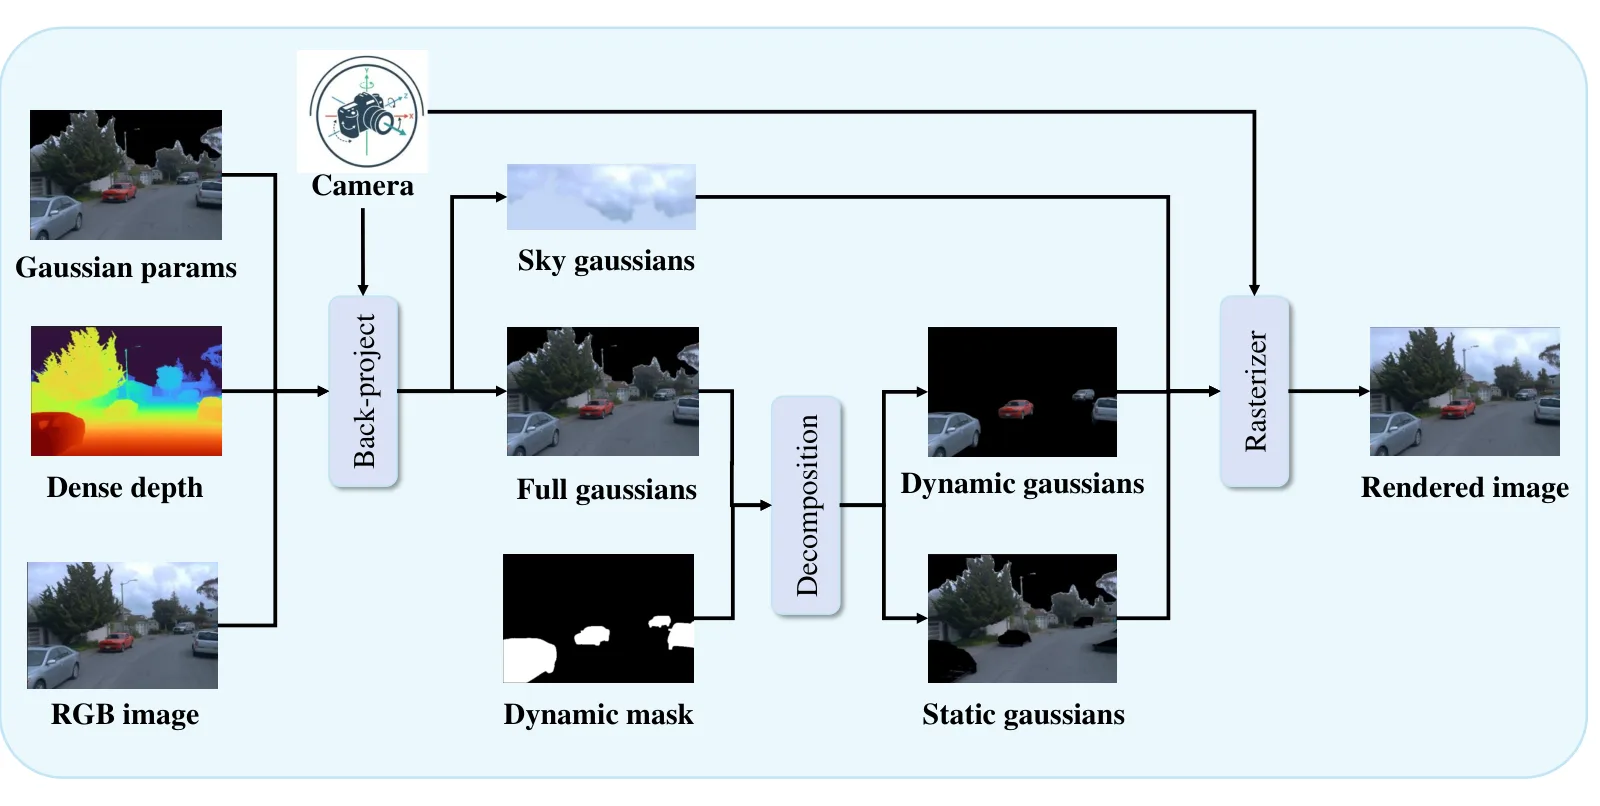 Camera
Gaussian params
Sky gaussians
Back-project
Dense depth
Full gaussians
Decomposition
Dynamic gaussians
Rasterizer
Rendered image
RGB image
Dynamic mask
Static gaussians